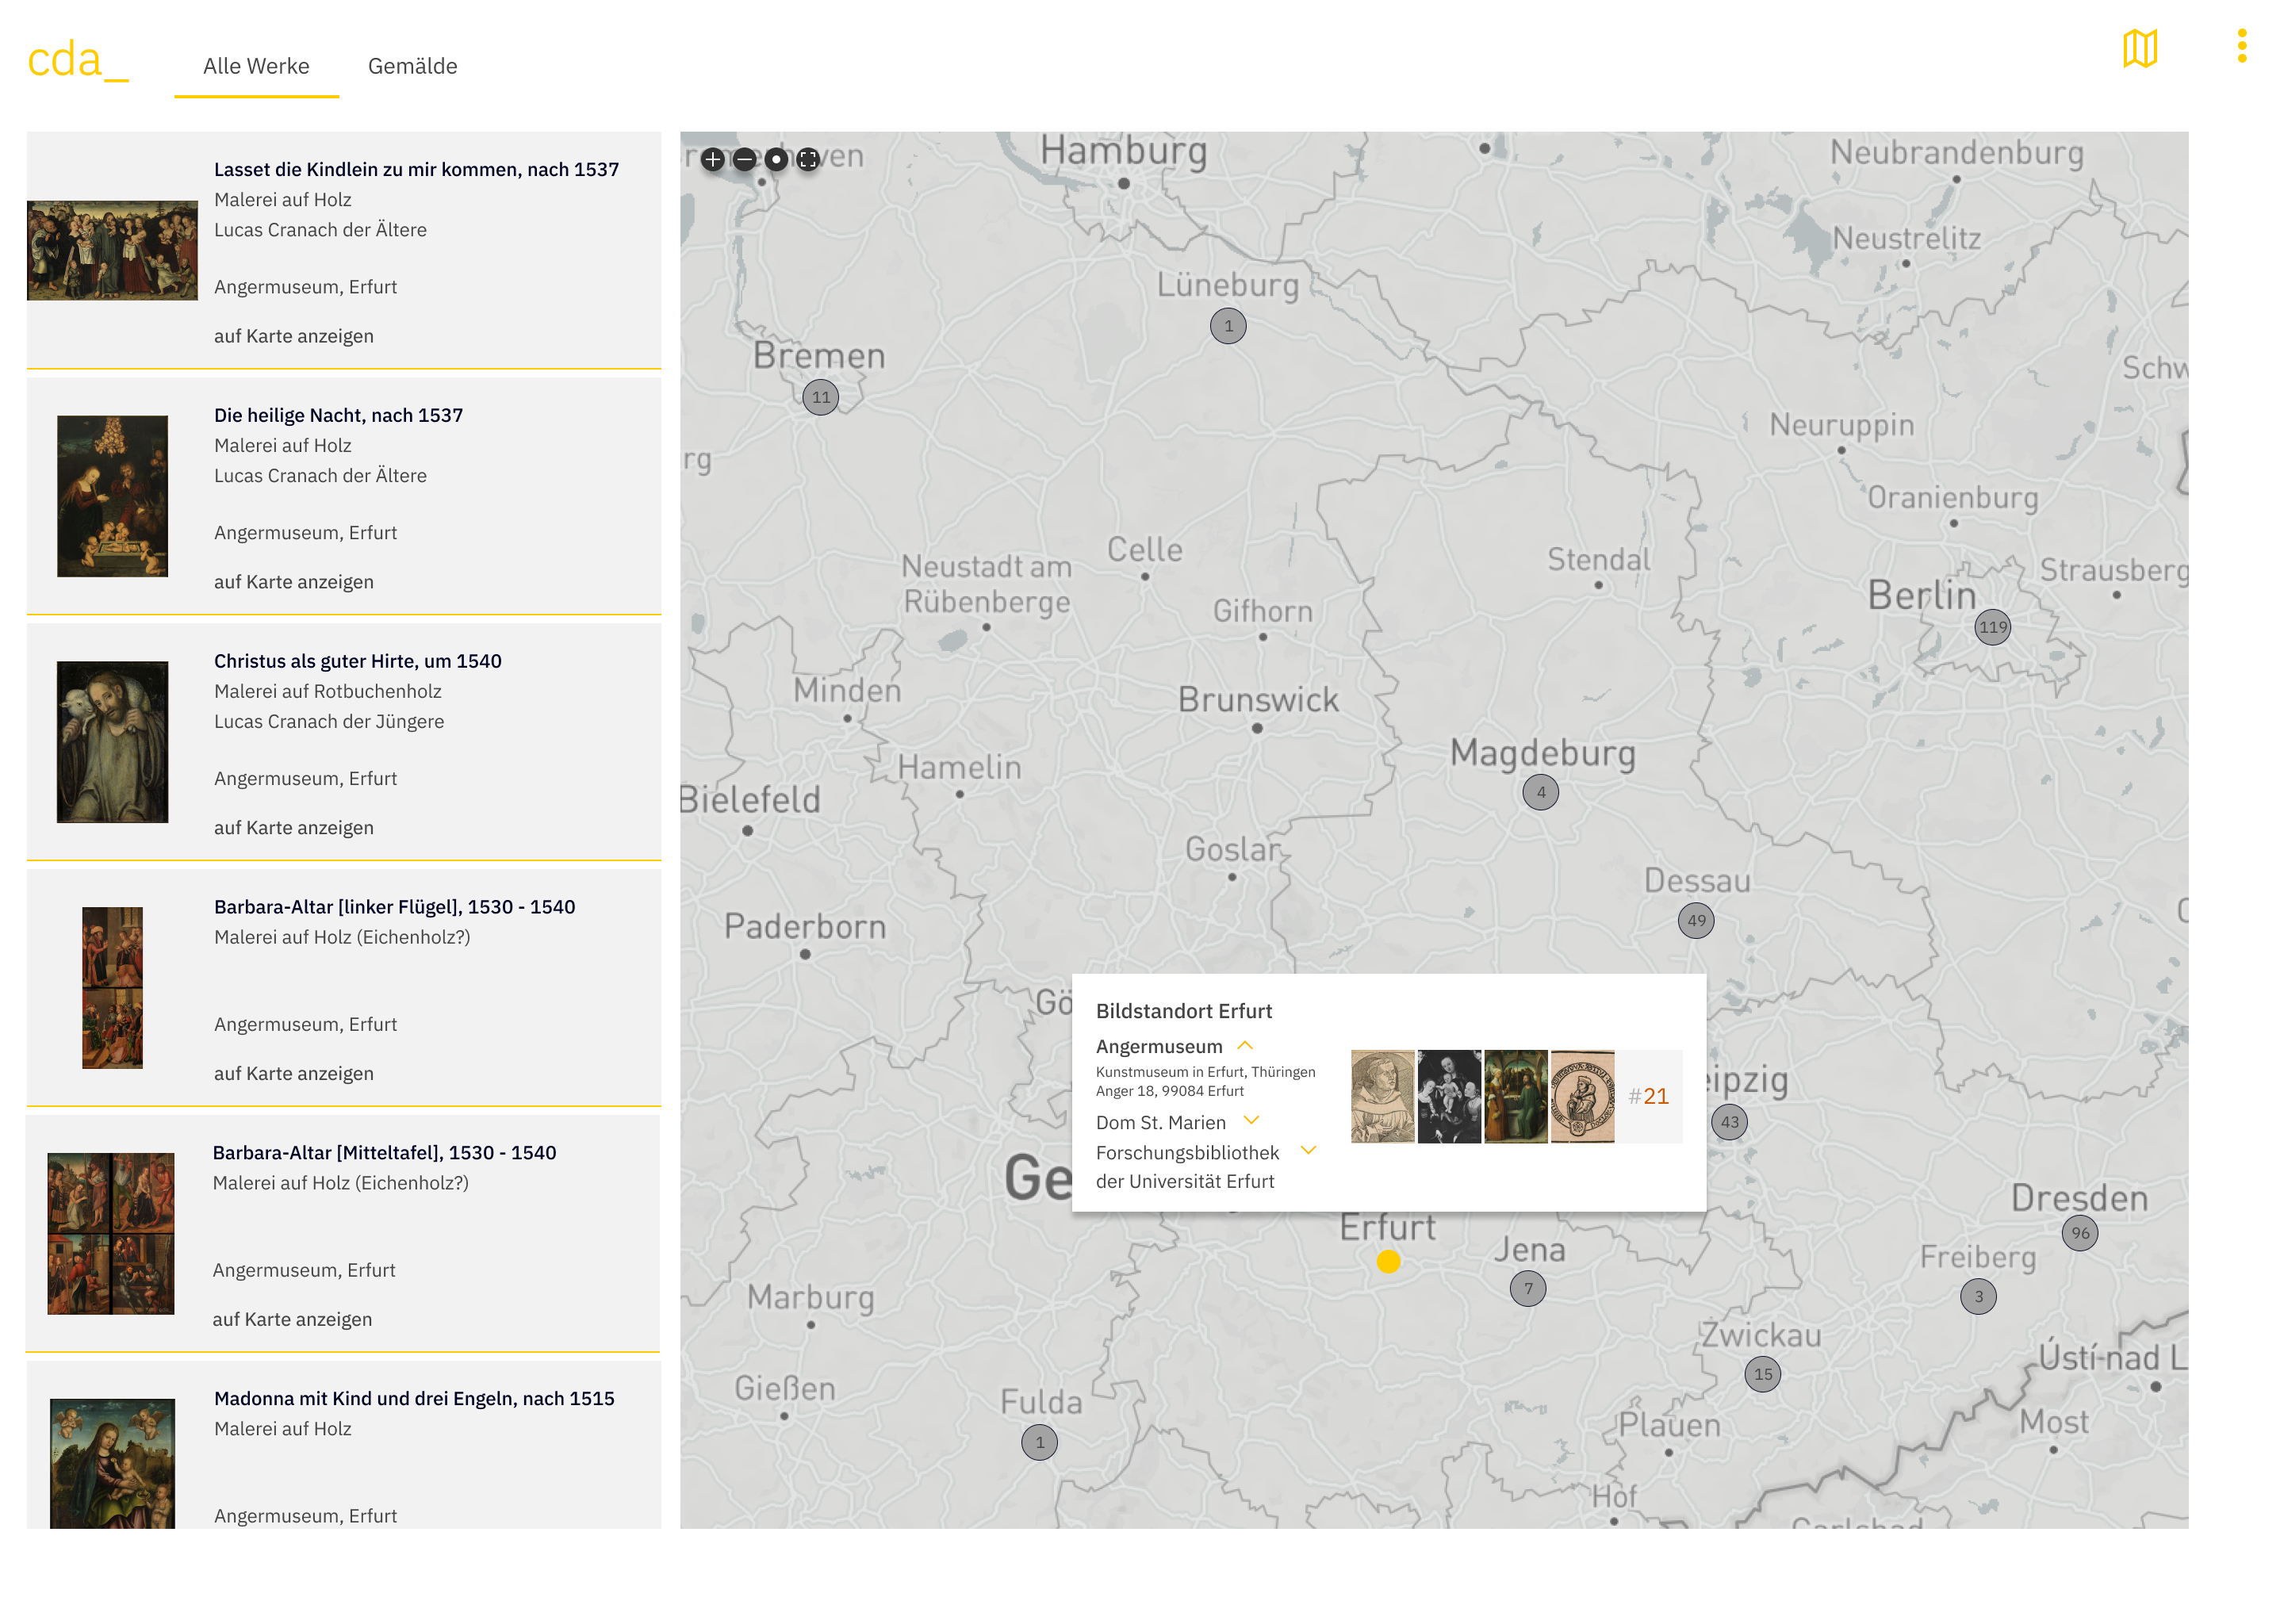 cda_
Alle Werke
Gemälde
Lasset die Kindlein zu mir kommen, nach 1537
Malerei auf Holz
Lucas Cranach der Ältere
Angermuseum, Erfurt
auf Karte anzeigen
Die heilige Nacht, nach 1537
Malerei auf Holz
Lucas Cranach der Ältere
Angermuseum, Erfurt
auf Karte anzeigen
Christus als guter Hirte, um 1540
Malerei auf Rotbuchenholz
Lucas Cranach der Jüngere
Angermuseum, Erfurt
auf Karte anzeigen
Barbara-Altar [linker Flügel], 1530 - 1540
Malerei auf Holz (Eichenholz?)
Angermuseum, Erfurt
auf Karte anzeigen
Barbara-Altar [Mitteltafel], 1530 - 1540
Malerei auf Holz (Eichenholz?)
Angermuseum, Erfurt
auf Karte anzeigen
Madonna mit Kind und drei Engeln, nach 1515
Malerei auf Holz
Angermuseum, Erfurt
Hamburg
Neubrandenburg
Neustrelitz
Lüneburg
1
Bremen
11
Schw
Neuruppin
rg
Oranienburg
Celle
Stendal
Neustadt am
Rübenberge
Strausberg
Gifhorn
Berlin
119
Minden
Brunswick
Magdeburg
4
Hamelin
Bielefeld
Goslar
Dessau
49
Paderborn
Gö
Bildstandort Erfurt
Angermuseum
Kunstmuseum in Erfurt, Thüringen
Anger 18, 99084 Erfurt
Dom St. Marien
Forschungsbibliothek
der Universität Erfurt
#21
eipzig
43
Ge
Dresden
96
Erfurt
Jena
7
Freiberg
3
Marburg
Zwickau
15
Ústí nad L
Gießen
Fulda
1
Plauen
Most
Hof